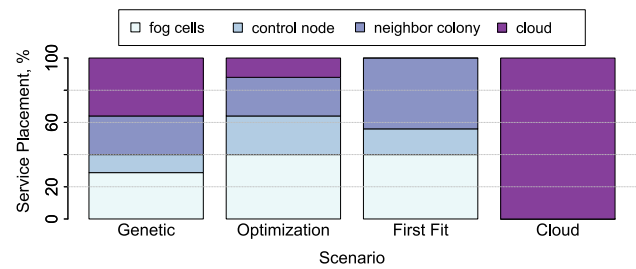 fog cells control node neighbor colony cloud
Service Placement, %
100
60
20
0
Genetic Optimization First Fit Cloud
Scenario